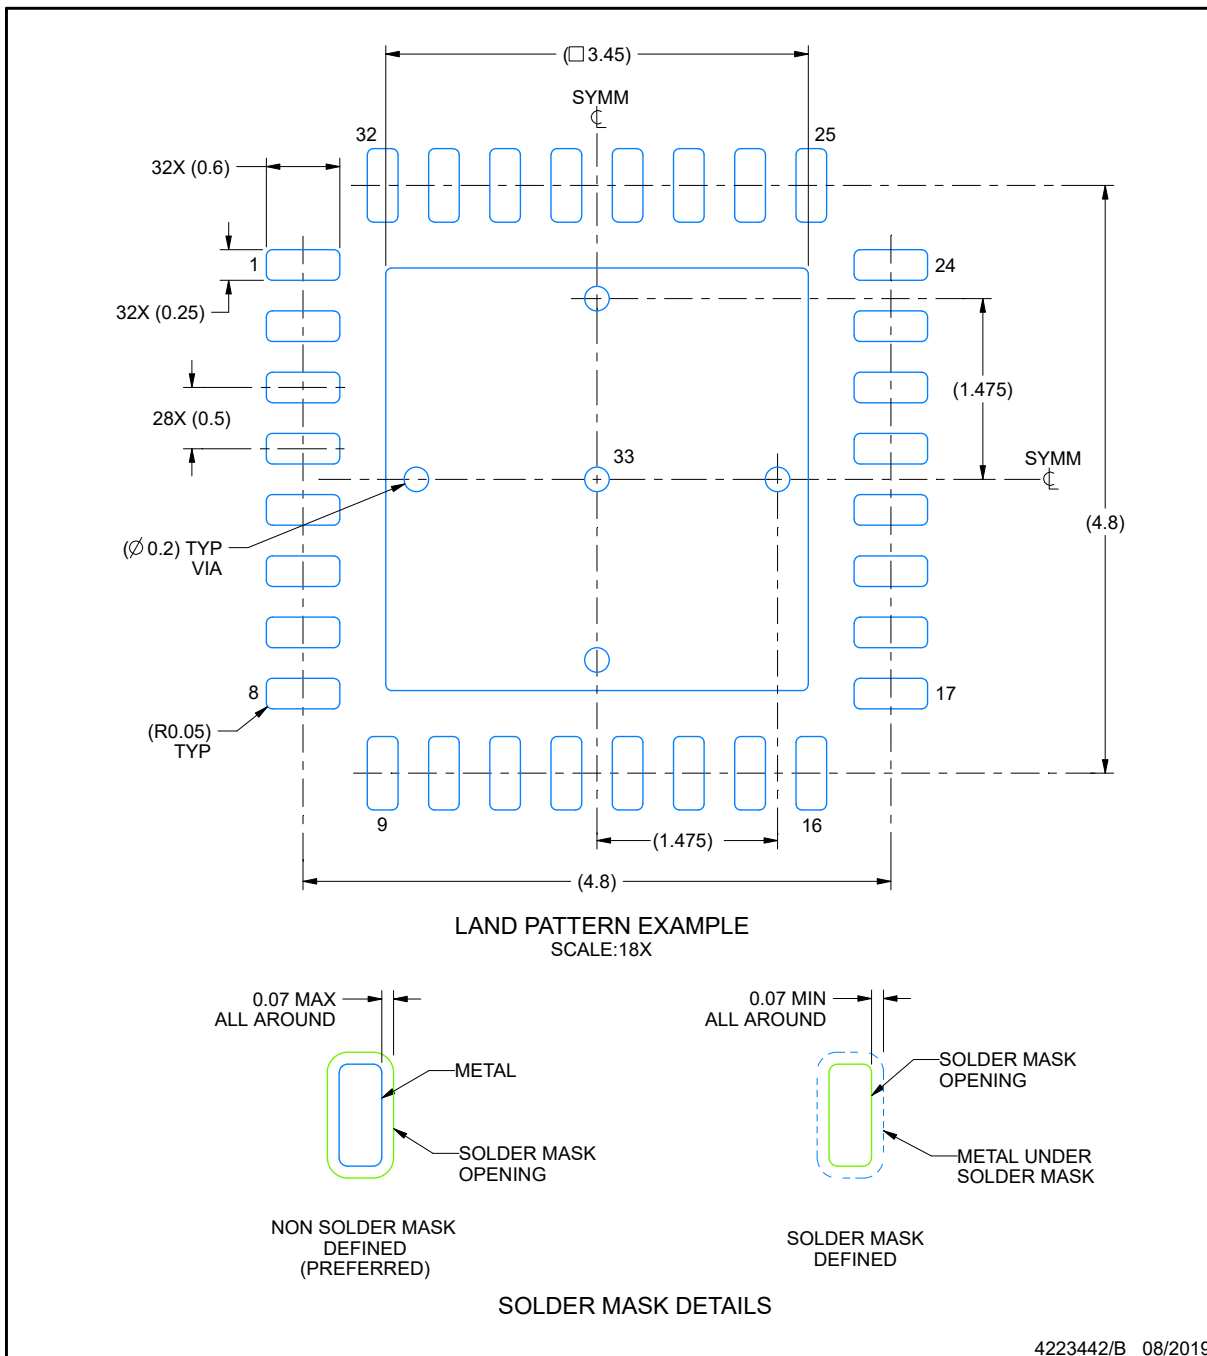 (□ 3.45)
SYMM
℄
32
25
32X (0.6)
1
24
32X (0.25)
(1.475)
28X (0.5)
33
SYMM
℄
(4.8)
(Ø 0.2) TYP
VIA
8
17
(R0.05)
TYP
9
16
(1.475)
(4.8)
LAND PATTERN EXAMPLE
SCALE:18X
0.07 MAX
ALL AROUND
METAL
SOLDER MASK
OPENING
NON SOLDER MASK
DEFINED
(PREFERRED)
0.07 MIN
ALL AROUND
SOLDER MASK
OPENING
METAL UNDER
SOLDER MASK
SOLDER MASK
DEFINED
SOLDER MASK DETAILS
4223442/B 08/2019